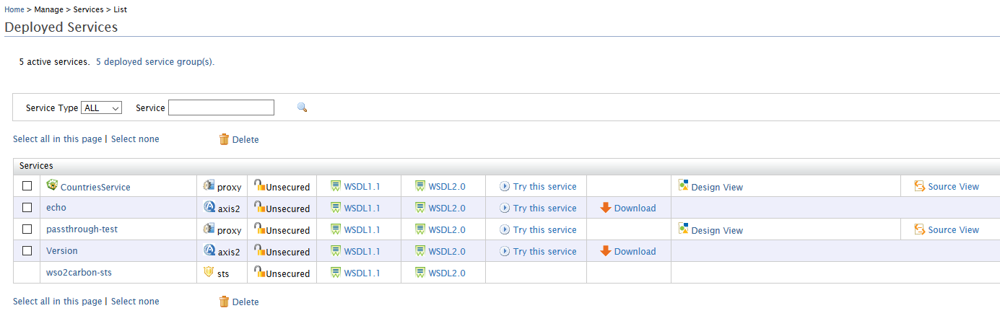 Home > Manage > Services > List
Deployed Services
5 active services. 5 deployed service group(s).
Service Type ALL Service
Select all in this page | Select none Delete
Services
CountriesService proxy Unsecured WSDL1.1 WSDL2.0 Try this service Design View Source View
echo axis2 Unsecured WSDL1.1 WSDL2.0 Try this service Download
passthrough-test proxy Unsecured WSDL1.1 WSDL2.0 Try this service Design View Source View
Version axis2 Unsecured WSDL1.1 WSDL2.0 Try this service Download
wso2carbon-sts sts Unsecured WSDL1.1 WSDL2.0
Select all in this page | Select none Delete